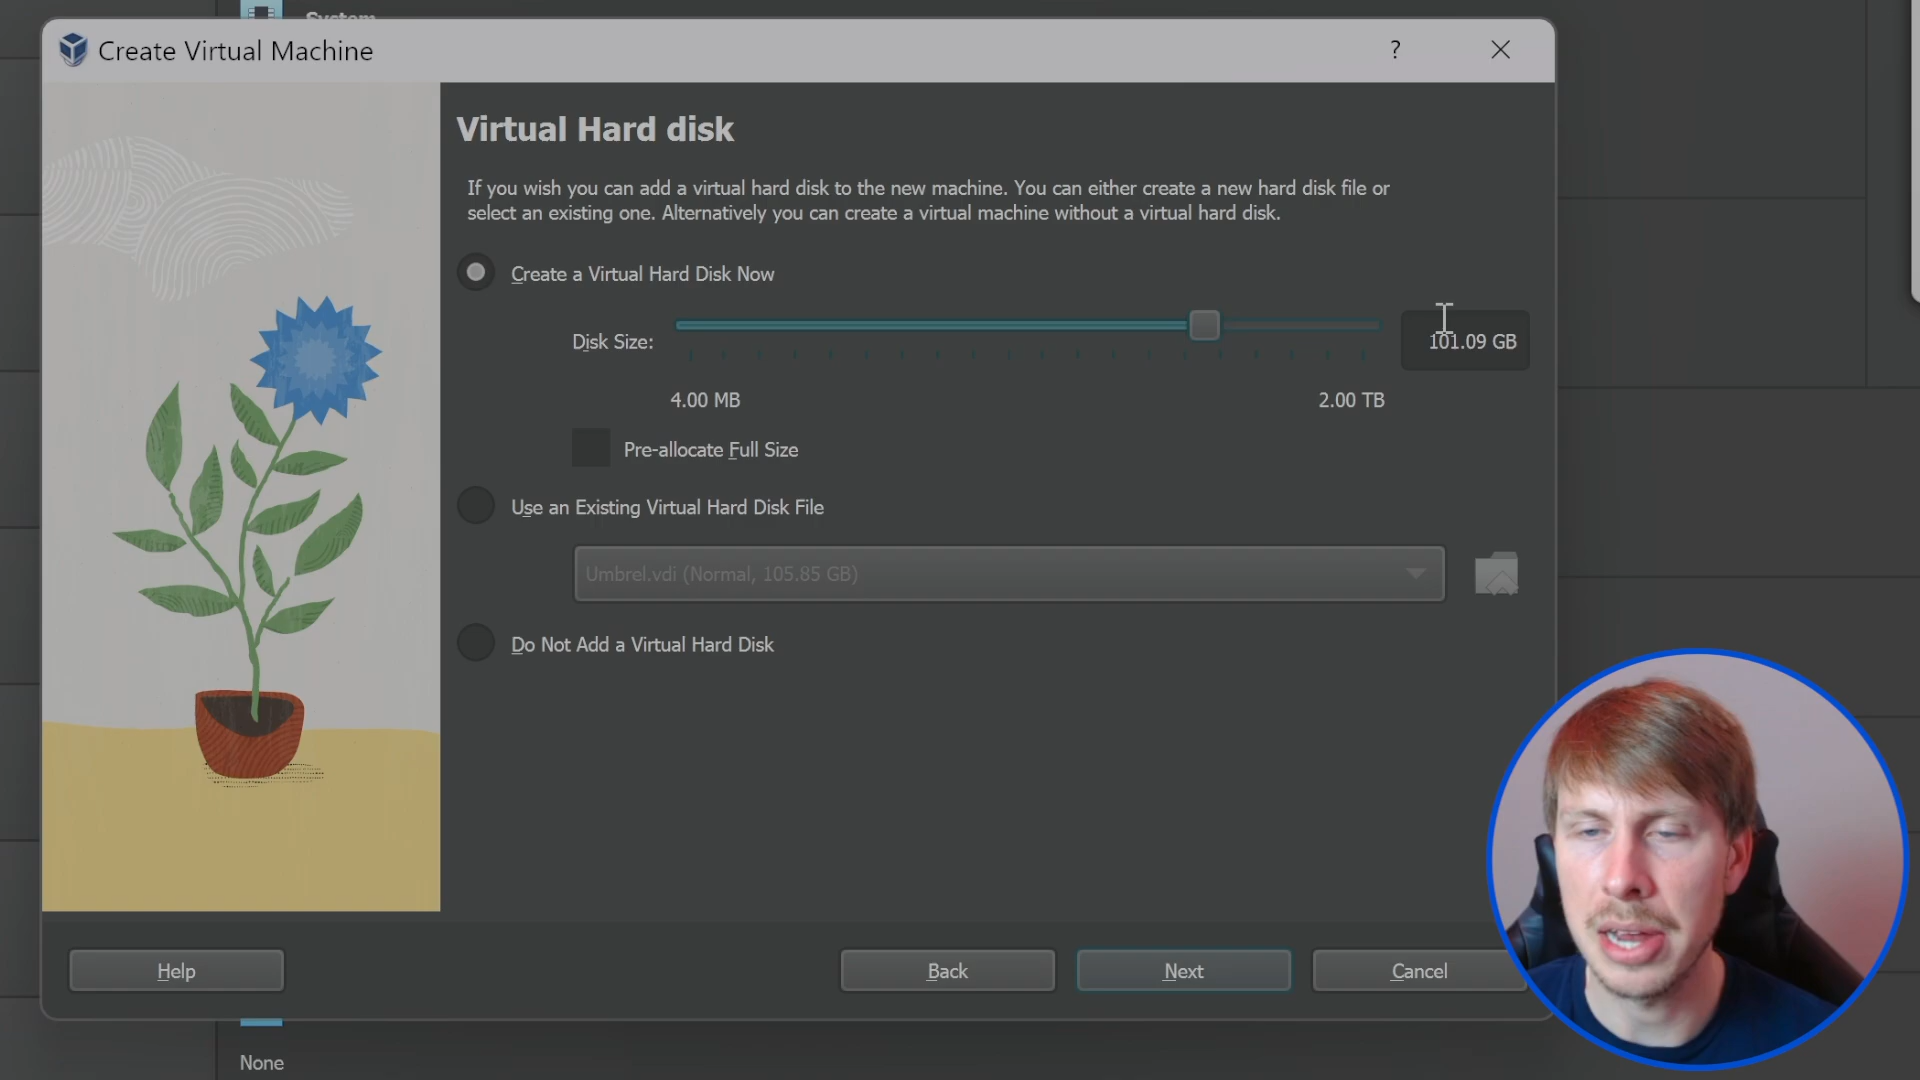 System
Create Virtual Machine
?
Virtual Hard disk
If you wish you can add a virtual hard disk to the new machine. You can either create a new hard disk file or
select an existing one. Alternatively you can create a virtual machine without a virtual hard disk.
Create a Virtual Hard Disk Now
Disk Size:
101.09 GB
4.00 MB
2.00 TB
Pre-allocate Full Size
Use an Existing Virtual Hard Disk File
Umbrel.vdi (Normal, 105.85 GB)
Do Not Add a Virtual Hard Disk
Help
Back
Next
Cancel
None